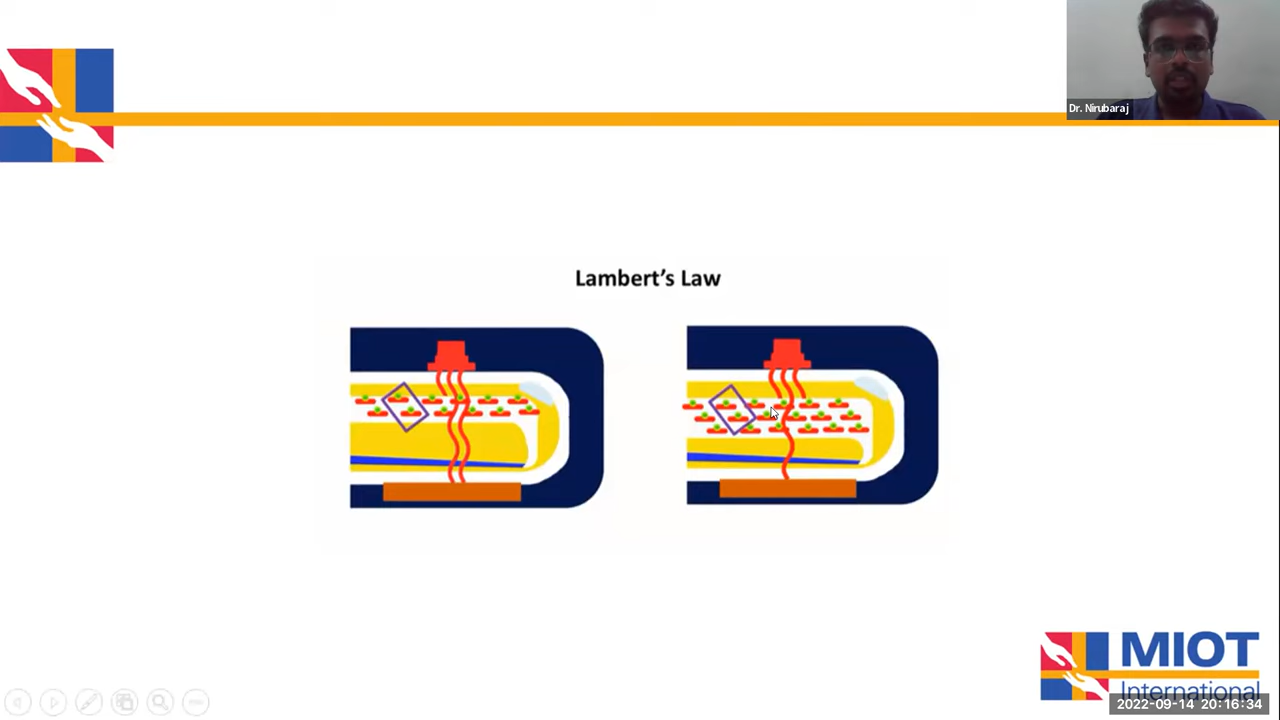 Dr. Nirubaraj
Lambert's Law
MIOT
International
2022-09-14 20:16:34